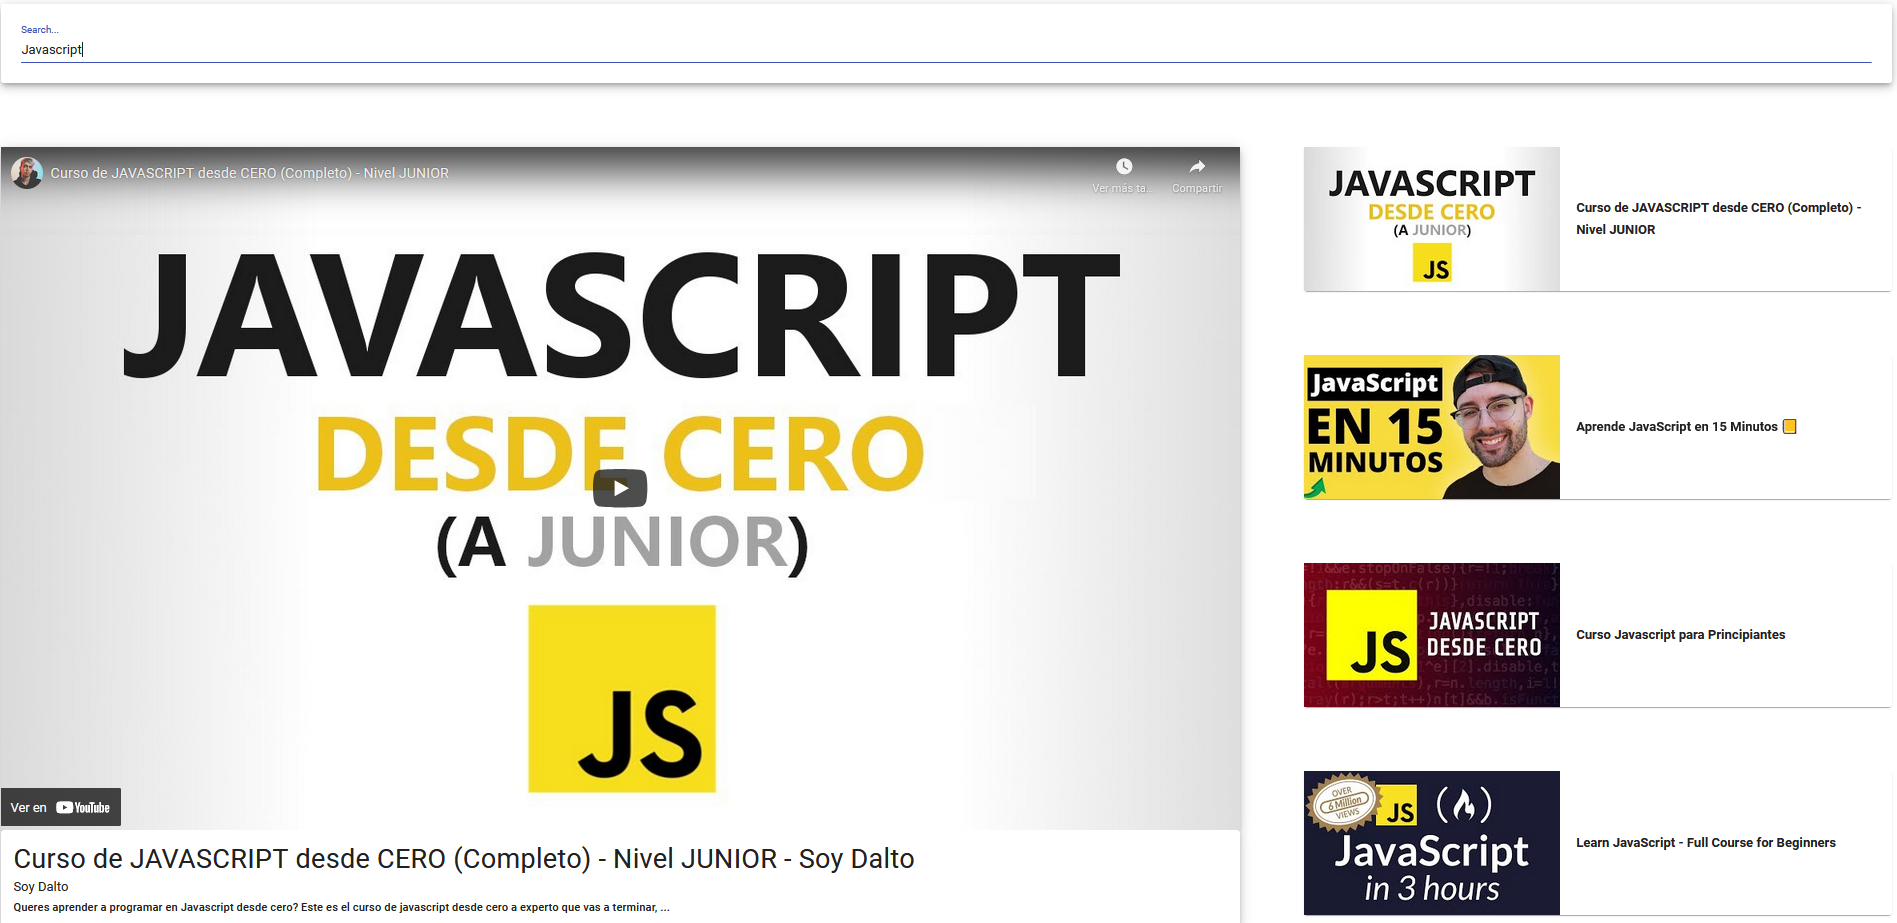 Search...
Javascript
Curso de JAVASCRIPT desde CERO (Completo) - Nivel JUNIOR
Ver más ta...
Compartir
JAVASCRIPT
DESDE CERO
(A JUNIOR)
JS
Ver en YouTube
Curso de JAVASCRIPT desde CERO (Completo) - Nivel JUNIOR - Soy Dalto
Soy Dalto
Queres aprender a programar en Javascript desde cero? Este es el curso de javascript desde cero a experto que vas a terminar, ...
JAVASCRIPT
DESDE CERO
(A JUNIOR)
JS
Curso de JAVASCRIPT desde CERO (Completo) -
Nivel JUNIOR
JavaScript
EN 15
MINUTOS
Aprende JavaScript en 15 Minutos 📒
JS
JAVASCRIPT
DESDE CERO
Curso Javascript para Principiantes
OVER
6 Million
VIEWS
JS
JavaScript
in 3 hours
Learn JavaScript - Full Course for Beginners